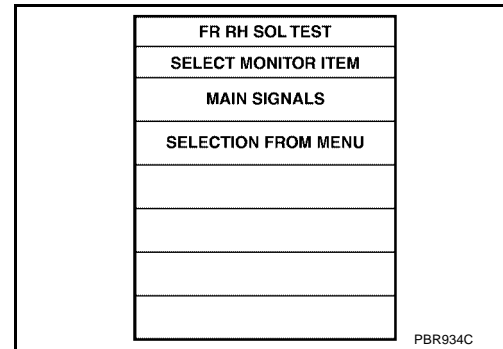 FR RH SOL TEST
SELECT MONITOR ITEM
MAIN SIGNALS
SELECTION FROM MENU
PBR934C